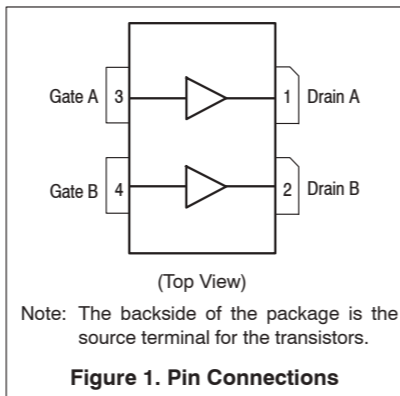 Gate A 3 1 Drain A
Gate B 4 2 Drain B
(Top View)
Note: The backside of the package is the
source terminal for the transistors.
Figure 1. Pin Connections